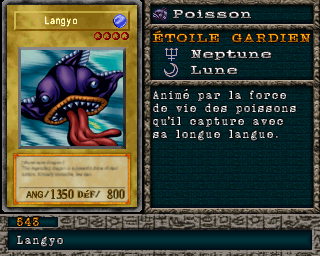 Langyo
ANG/1350 DÉF/ 800
Poisson
ÉTOILE GARDIEN
Neptune
Lune
Animé par la force
de vie des poissons
qu'il capture avec
sa longue langue.
543
Langyo